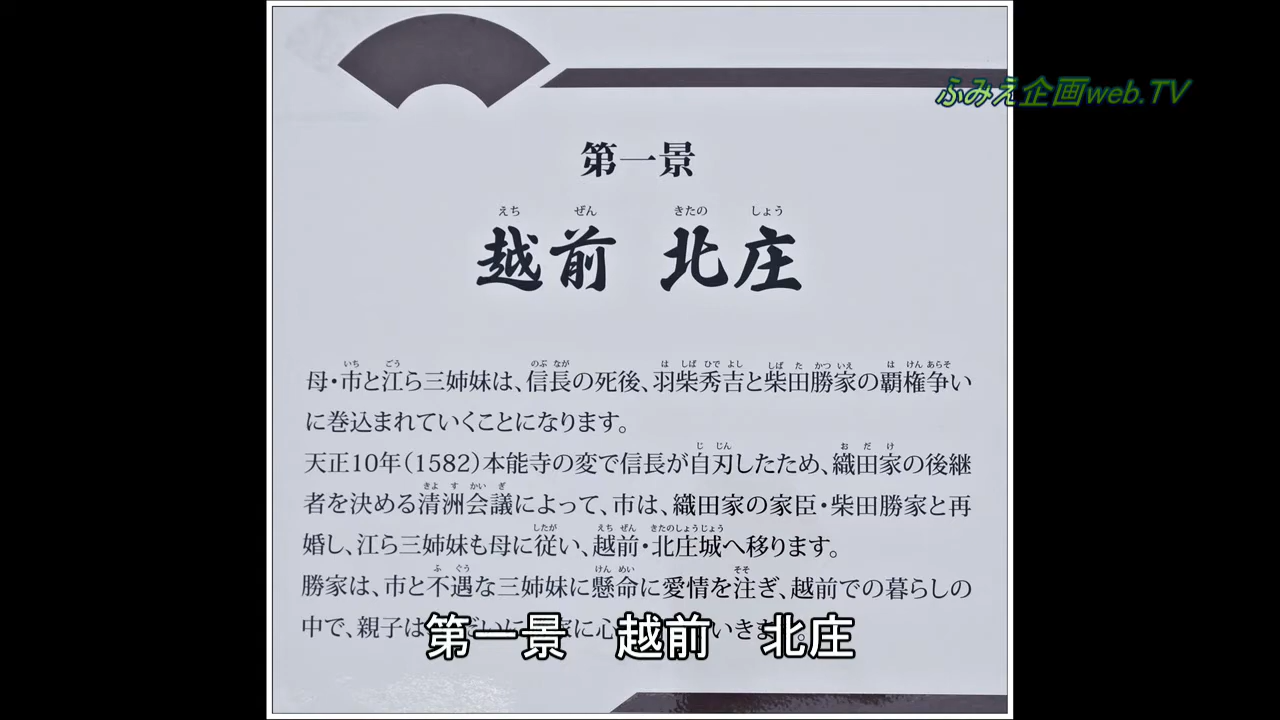 ふみえ企画web.TV
第一景
えち ぜん きたの しょう
越前 北庄
いち ごう のぶ なが は しば ひで よし しば た かつ いえ は けん あらそ
母・市と江ら三姉妹は、信長の死後、羽柴秀吉と柴田勝家の覇権争い
に巻込まれていくことになります。
じ じん お だ け
天正10年(1582)本能寺の変で信長が自刃したため、織田家の後継
きよ す かい ぎ
者を決める清洲会議によって、市は、織田家の家臣・柴田勝家と再
したが えち ぜん きたのしょうじょう
婚し、江ら三姉妹も母に従い、越前・北庄城へ移ります。
ふ ぐう けん めい そそ
勝家は、市と不遇な三姉妹に懸命に愛情を注ぎ、越前での暮らしの
中で、親子は
第一景 越前 北庄